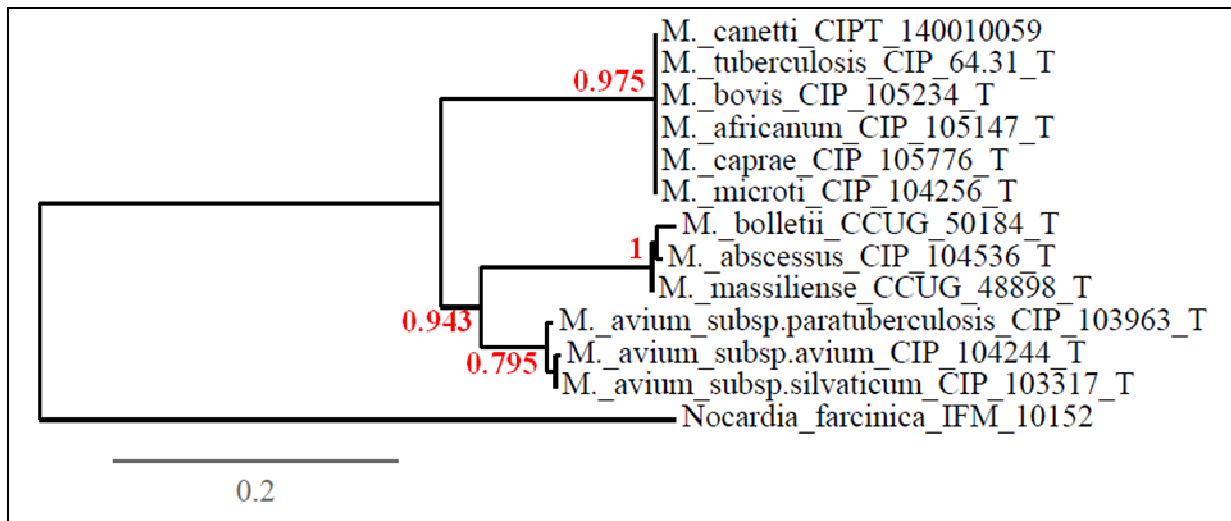 M._canetti_CIPT_140010059
M._tuberculosis_CIP_64.31_T
0.975
M._bovis_CIP_105234_T
M._africanum_CIP_105147_T
M._caprae_CIP_105776_T
M._microti_CIP_104256_T
M._bolletii_CCUG_50184_T
1
M._abscessus_CIP_104536_T
M._massiliense_CCUG_48898_T
0.943
M._avium_subsp.paratuberculosis_CIP_103963_T
0.795
M._avium_subsp.avium_CIP_104244_T
M._avium_subsp.silvaticum_CIP_103317_T
Nocardia_farcinica_IFM_10152
0.2